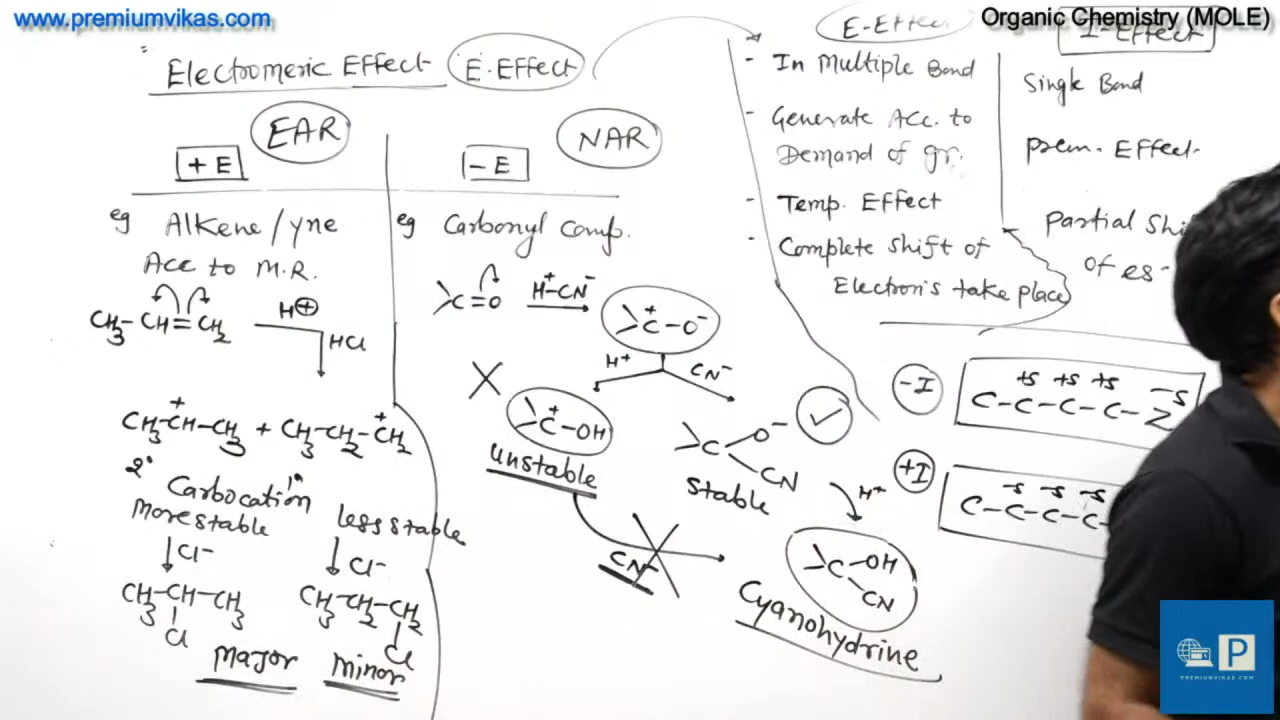 www.premiumvikas.com
Organic Chemistry (MOLE)
Electromeric Effect
E-Effect
EAR
+ E
NAR
- E
eg Alkene/yne
Acc to M.R.
CH3-CH=CH2
H+
HCl
CH3-CH-CH3 + CH3-CH2-CH2
+
+
2° Carbocation 1°
More stable
less stable
Cl-
Cl-
CH3-CH-CH3
Cl
CH3-CH2-CH2
Cl
Major
Minor
eg Carbonyl Comp.
>C=O
H+-CN-
>C+-O-
H+
CN-
>C+-OH
Unstable
CN-
C O-
CN
Stable
H+
C-OH
CN
Cyanohydrine
E-Effect
- In Multiple Bond
- Generate Acc. to
Demand of gr.
- Temp. Effect
- Complete Shift of
Electron's take place
I-Effect
Single Bond
Prem. Effect
Partial
of es-
-I
+δ +δ +δ -δ
C-C-C-C-Z
+I
-δ -δ -δ
C-C-C-C-
P
PREMIUMVIKAS.COM